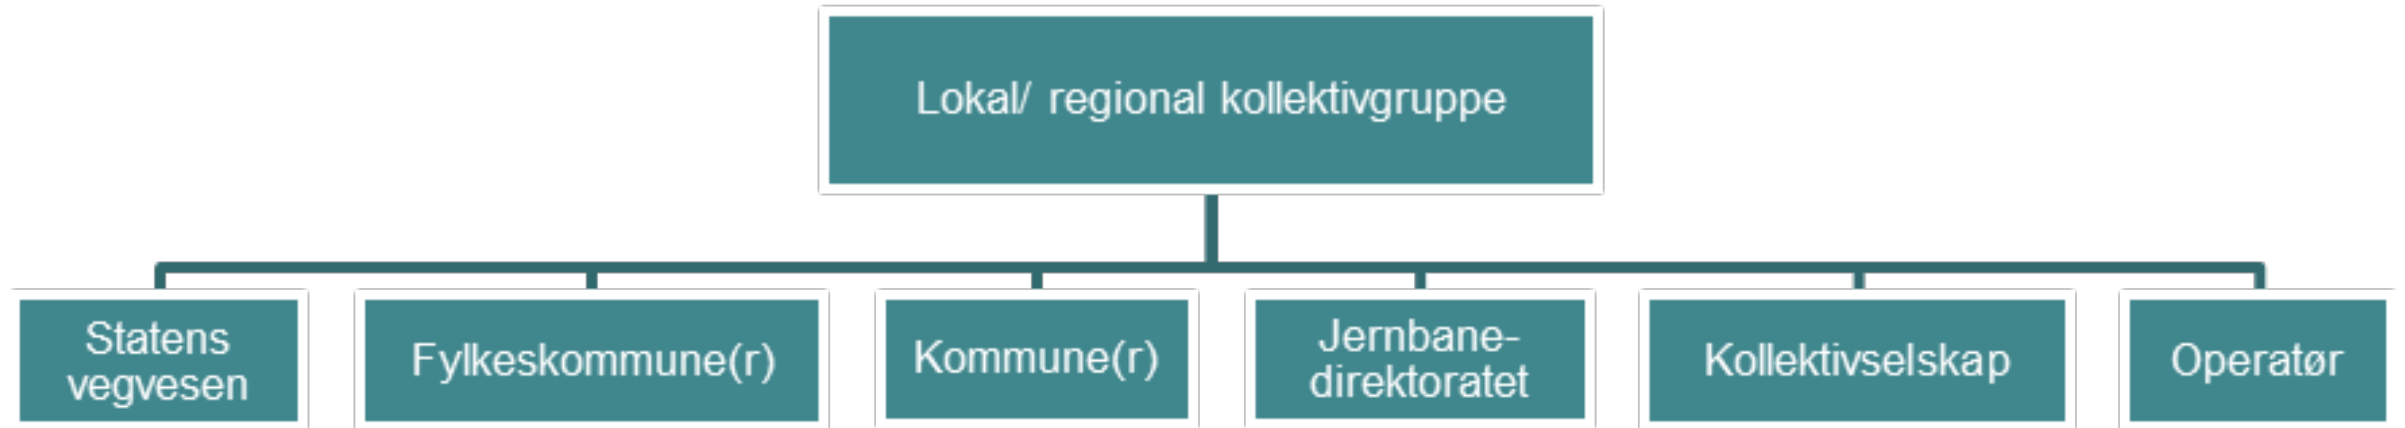 Lokal/ regional kollektivgruppe
Statens
vegvesen
Fylkeskommune(r)
Kommune(r)
Jernbane-
direktoratet
Kollektivselskap
Operatør